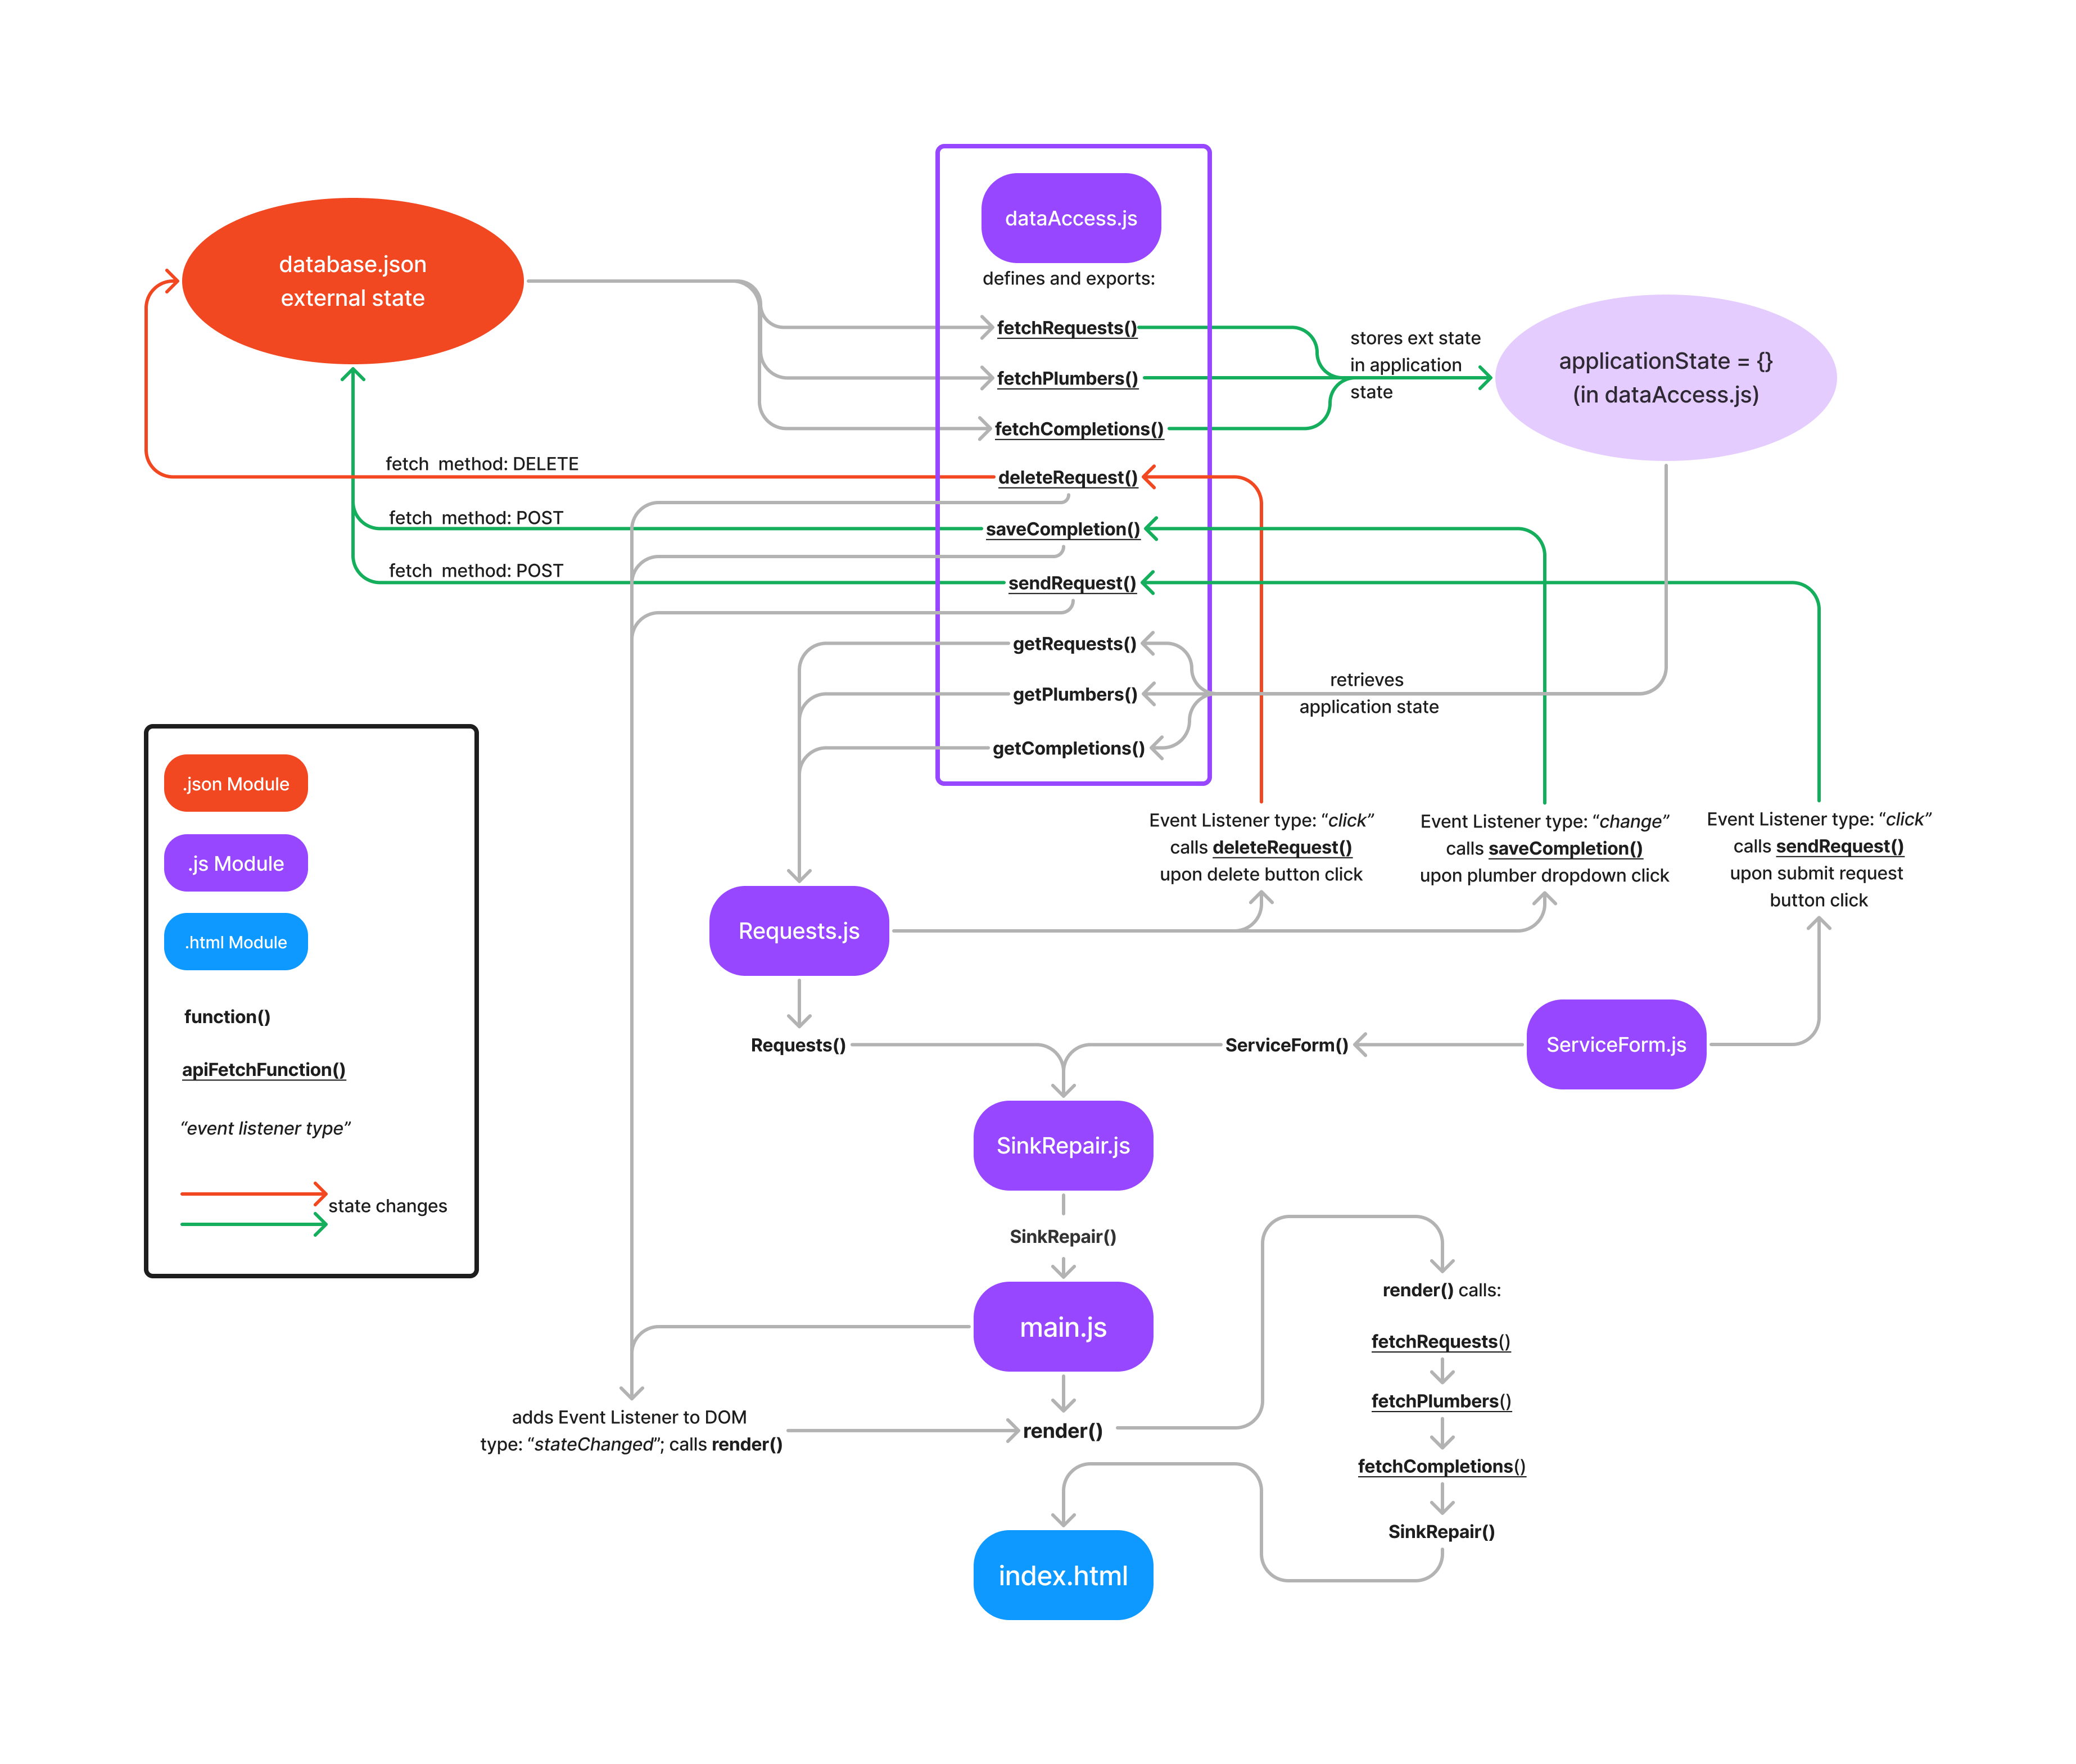 dataAccess.js
defines and exports:
database.json
external state
fetchRequests()
fetchPlumbers()
fetchCompletions()
stores ext state
in application
state
applicationState = {}
(in dataAccess.js)
fetch  method: DELETE
deleteRequest()
fetch  method: POST
saveCompletion()
fetch  method: POST
sendRequest()
getRequests()
getPlumbers()
getCompletions()
retrieves
application state
.json Module
.js Module
.html Module
function()
apiFetchFunction()
“event listener type”
state changes
Event Listener type: “click”
calls deleteRequest()
upon delete button click
Event Listener type: “change”
calls saveCompletion()
upon plumber dropdown click
Event Listener type: “click”
calls sendRequest()
upon submit request
button click
Requests.js
Requests()
ServiceForm()
ServiceForm.js
SinkRepair.js
SinkRepair()
main.js
adds Event Listener to DOM
type: “stateChanged”; calls render()
render()
render() calls:
fetchRequests()
fetchPlumbers()
fetchCompletions()
SinkRepair()
index.html